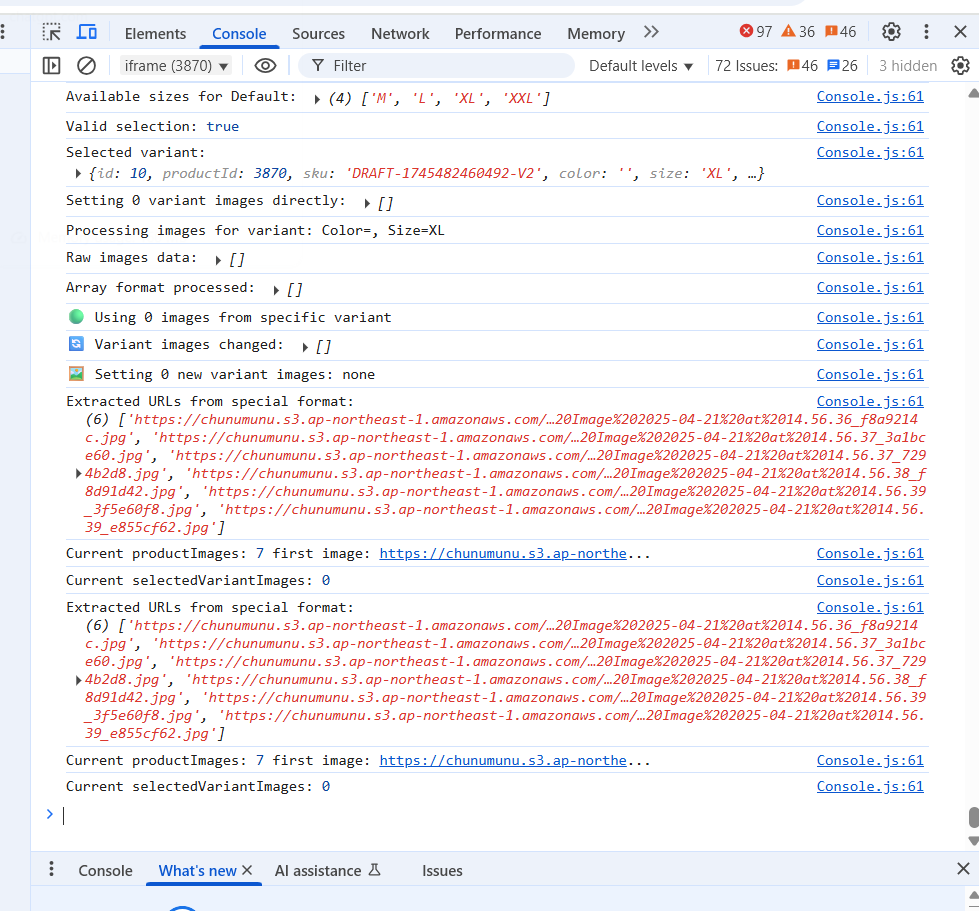 Elements Console Sources Network Performance Memory 97 36 46
iframe (3870) Filter Default levels 72 Issues: 46 26 3 hidden
Available sizes for Default: (4) ['M', 'L', 'XL', 'XXL'] Console.js:61
Valid selection: true Console.js:61
Selected variant: Console.js:61
{id: 10, productId: 3870, sku: 'DRAFT-1745482460492-V2', color: '', size: 'XL', …}
Setting 0 variant images directly: [] Console.js:61
Processing images for variant: Color=, Size=XL Console.js:61
Raw images data: [] Console.js:61
Array format processed: [] Console.js:61
Using 0 images from specific variant Console.js:61
Variant images changed: [] Console.js:61
Setting 0 new variant images: none Console.js:61
Extracted URLs from special format: Console.js:61
(6) ['https://chunumunu.s3.ap-northeast-1.amazonaws.com/…20Image%202025-04-21%20at%2014.56.36_f8a9214
c.jpg', 'https://chunumunu.s3.ap-northeast-1.amazonaws.com/…20Image%202025-04-21%20at%2014.56.37_3a1bc
e60.jpg', 'https://chunumunu.s3.ap-northeast-1.amazonaws.com/…20Image%202025-04-21%20at%2014.56.37_729
4b2d8.jpg', 'https://chunumunu.s3.ap-northeast-1.amazonaws.com/…20Image%202025-04-21%20at%2014.56.38_f
8d91d42.jpg', 'https://chunumunu.s3.ap-northeast-1.amazonaws.com/…20Image%202025-04-21%20at%2014.56.39
_3f5e60f8.jpg', 'https://chunumunu.s3.ap-northeast-1.amazonaws.com/…20Image%202025-04-21%20at%2014.56.
39_e855cf62.jpg']
Current productImages: 7 first image: https://chunumunu.s3.ap-northe... Console.js:61
Current selectedVariantImages: 0 Console.js:61
Extracted URLs from special format: Console.js:61
(6) ['https://chunumunu.s3.ap-northeast-1.amazonaws.com/…20Image%202025-04-21%20at%2014.56.36_f8a9214
c.jpg', 'https://chunumunu.s3.ap-northeast-1.amazonaws.com/…20Image%202025-04-21%20at%2014.56.37_3a1bc
e60.jpg', 'https://chunumunu.s3.ap-northeast-1.amazonaws.com/…20Image%202025-04-21%20at%2014.56.37_729
4b2d8.jpg', 'https://chunumunu.s3.ap-northeast-1.amazonaws.com/…20Image%202025-04-21%20at%2014.56.38_f
8d91d42.jpg', 'https://chunumunu.s3.ap-northeast-1.amazonaws.com/…20Image%202025-04-21%20at%2014.56.39
_3f5e60f8.jpg', 'https://chunumunu.s3.ap-northeast-1.amazonaws.com/…20Image%202025-04-21%20at%2014.56.
39_e855cf62.jpg']
Current productImages: 7 first image: https://chunumunu.s3.ap-northe... Console.js:61
Current selectedVariantImages: 0 Console.js:61
Console What's new AI assistance Issues